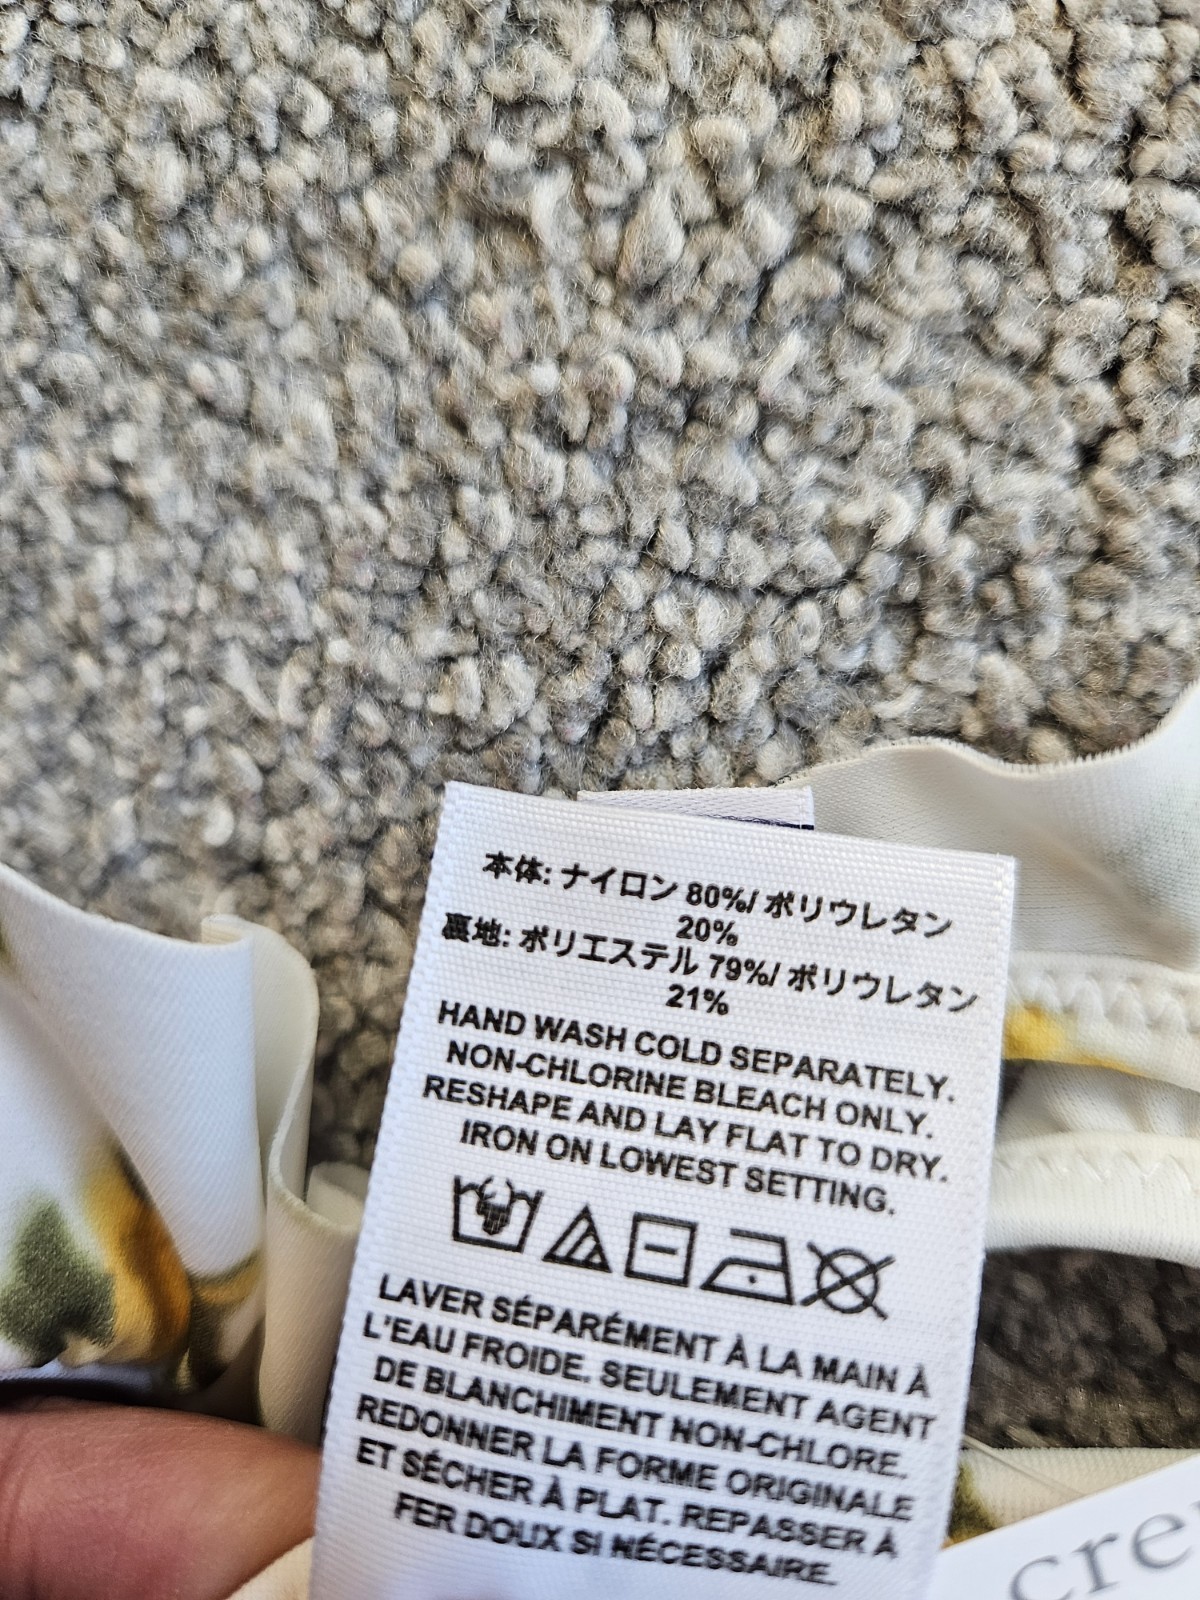 本体: ナイロン 80%/ ポリウレタン
20%
裏地: ポリエステル 79%/ ポリウレタン
21%
HAND WASH COLD SEPARATELY.
NON-CHLORINE BLEACH ONLY.
RESHAPE AND LAY FLAT TO DRY.
IRON ON LOWEST SETTING.
LAVER SÉPARÉMENT À LA MAIN À
L'EAU FROIDE. SEULEMENT AGENT
DE BLANCHIMENT NON-CHLORE.
REDONNER LA FORME ORIGINALE
ET SÉCHER À PLAT. REPASSER À
FER DOUX SI NÉCESSAIRE.